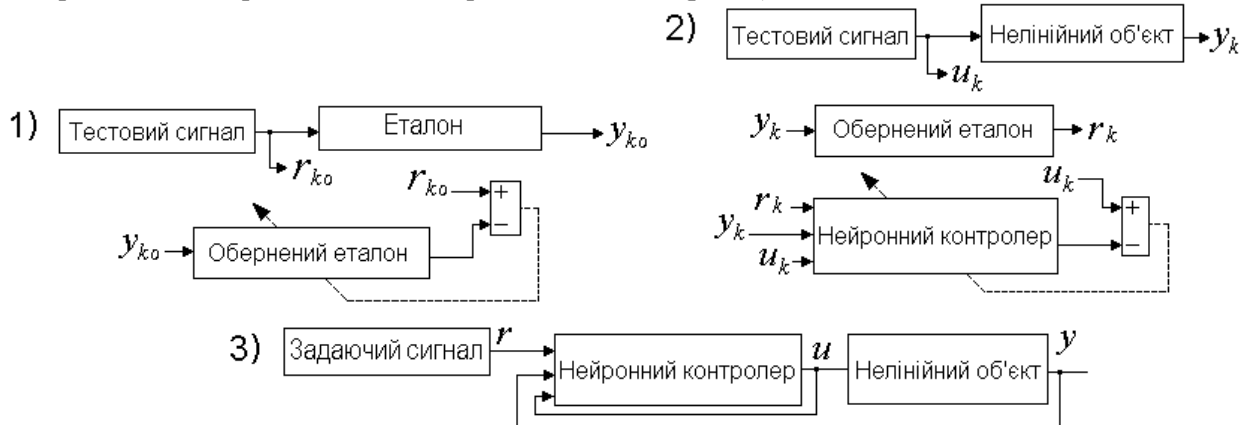 2) Тестовий сигнал Нелінійний об'єкт y_k
u_k
1) Тестовий сигнал Еталон y_ko
r_ko
y_k Обернений еталон r_k
r_ko + −
y_ko Обернений еталон
u_k + −
r_k
y_k Нейронний контролер
u_k
3) Задаючий сигнал r Нейронний контролер u Нелінійний об'єкт y